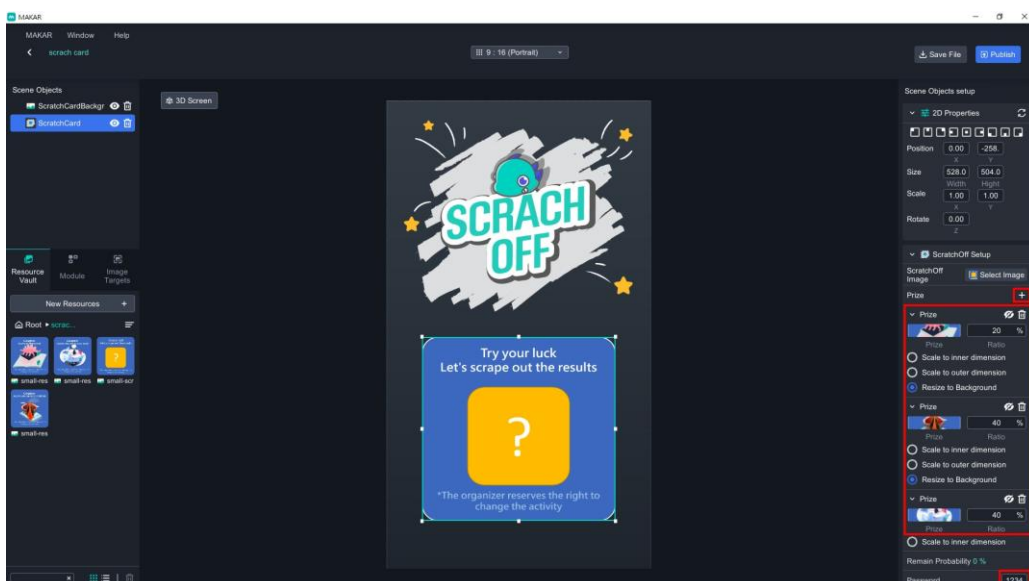 MAKAR
MAKAR Window Help
scrach card
9 : 16 (Portrait)
Save File
Publish
Scene Objects
ScratchCardBackgr
ScratchCard
3D Screen
SCRACH
OFF
Try your luck
Let's scrape out the results
?
*The organizer reserves the right to
change the activity
Resource
Vault
Module
Image
Targets
New Resources +
Root scrac...
small-res small-res small-scr
small-res
Scene Objects setup
2D Properties
Position 0.00 -258.
X Y
Size 528.0 504.0
Width Hight
Scale 1.00 1.00
X Y
Rotate 0.00
Z
ScratchOff Setup
ScratchOff
Image
Select Image
Prize +
Prize
20 %
Prize Ratio
Scale to inner dimension
Scale to outer dimension
Resize to Background
Prize
40 %
Prize Ratio
Scale to inner dimension
Scale to outer dimension
Resize to Background
Prize
40 %
Prize Ratio
Scale to inner dimension
Remain Probability 0 %
Password 1234